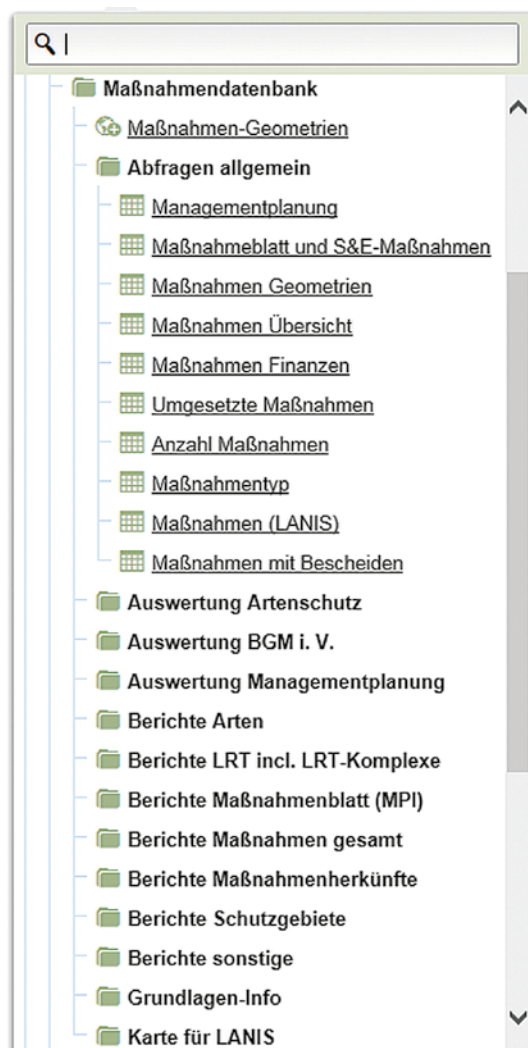 Maßnahmendatenbank
Maßnahmen-Geometrien
Abfragen allgemein
Managementplanung
Maßnahmeblatt und S&E-Maßnahmen
Maßnahmen Geometrien
Maßnahmen Übersicht
Maßnahmen Finanzen
Umgesetzte Maßnahmen
Anzahl Maßnahmen
Maßnahmentyp
Maßnahmen (LANIS)
Maßnahmen mit Bescheiden
Auswertung Artenschutz
Auswertung BGM i. V.
Auswertung Managementplanung
Berichte Arten
Berichte LRT incl. LRT-Komplexe
Berichte Maßnahmenblatt (MPI)
Berichte Maßnahmen gesamt
Berichte Maßnahmenherkünfte
Berichte Schutzgebiete
Berichte sonstige
Grundlagen-Info
Karte für LANIS